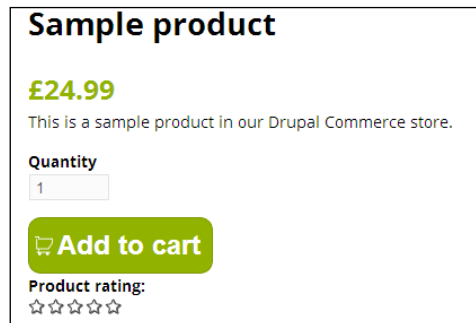 Sample product
£24.99
This is a sample product in our Drupal Commerce store.
Quantity
1
Add to cart
Product rating: